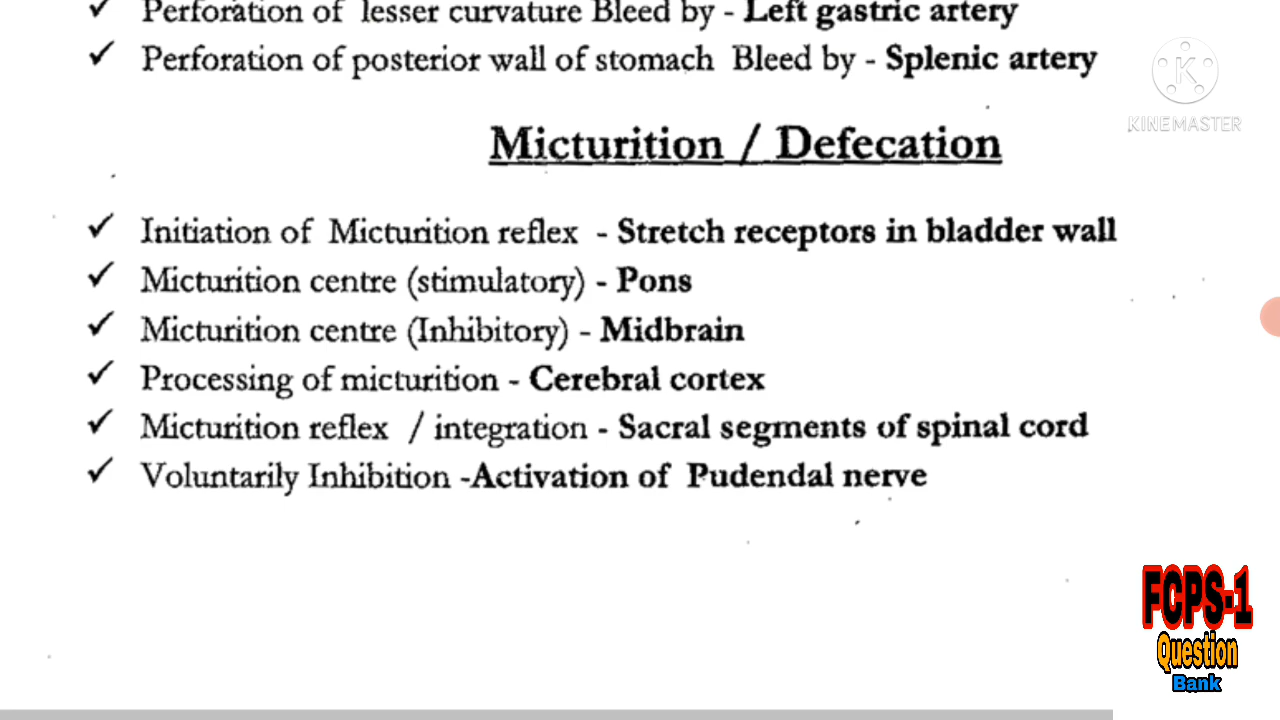 ✓ Perforation of lesser curvature Bleed by - Left gastric artery
✓ Perforation of posterior wall of stomach Bleed by - Splenic artery
K
KINEMASTER
Micturition / Defecation
✓ Initiation of Micturition reflex - Stretch receptors in bladder wall
✓ Micturition centre (stimulatory) - Pons
✓ Micturition centre (Inhibitory) - Midbrain
✓ Processing of micturition - Cerebral cortex
✓ Micturition reflex / integration - Sacral segments of spinal cord
✓ Voluntarily Inhibition -Activation of Pudendal nerve
FCPS-1
Question
Bank